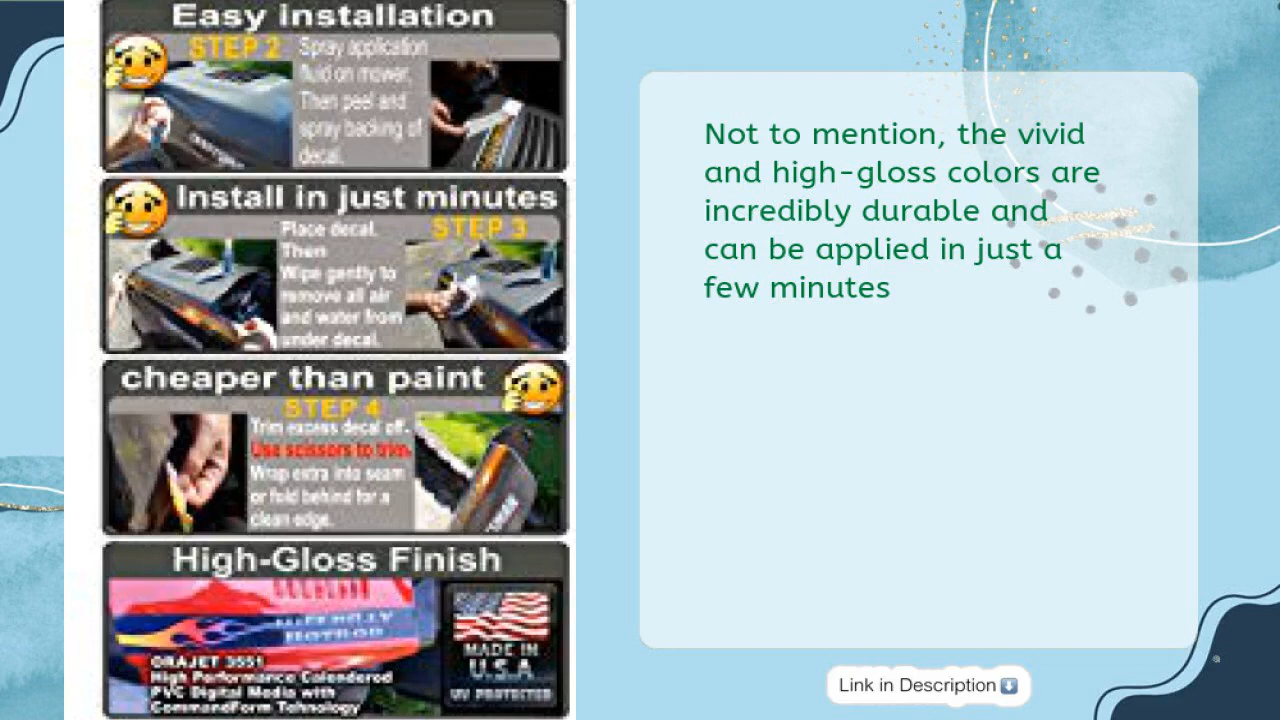 Easy installation
STEP 2
Spray application
fluid on mower.
Then peel and
spray backing of
decal.
Install in just minutes
STEP 3
Place decal.
Then
Wipe gently to
remove all air
and water from
under decal.
cheaper than paint
STEP 4
Trim excess decal off.
Use scissors to trim.
Wrap extra into seam
or fold behind for a
clean edge.
High-Gloss Finish
ORAJET 3551
High Performance Calendered
PVC Digital Media with
CommandForm Tehnology
MADE IN
U.S.A
UV PROTECTED
Not to mention, the vivid
and high-gloss colors are
incredibly durable and
can be applied in just a
few minutes
Link in Description